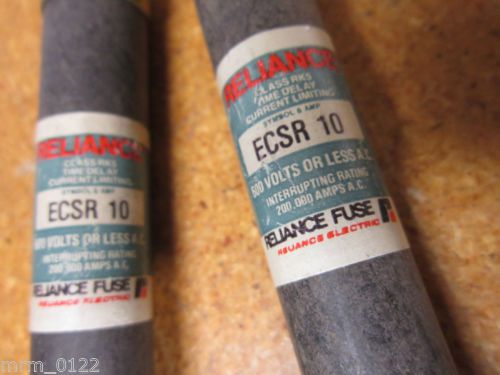 RELIANCE
CLASS RK5
TIME DELAY
CURRENT LIMITING
SYMBOL & AMP
ECSR 10
600 VOLTS OR LESS A.C.
INTERRUPTING RATING
200,000 AMPS A.C.
RELIANCE FUSE
RELIANCE ELECTRIC
RELIANCE
CLASS RK5
TIME DELAY
CURRENT LIMITING
SYMBOL & AMP
ECSR 10
600 VOLTS OR LESS A.C.
INTERRUPTING RATING
200,000 AMPS A.C.
RELIANCE FUSE
RELIANCE ELECTRIC
mrm_0122